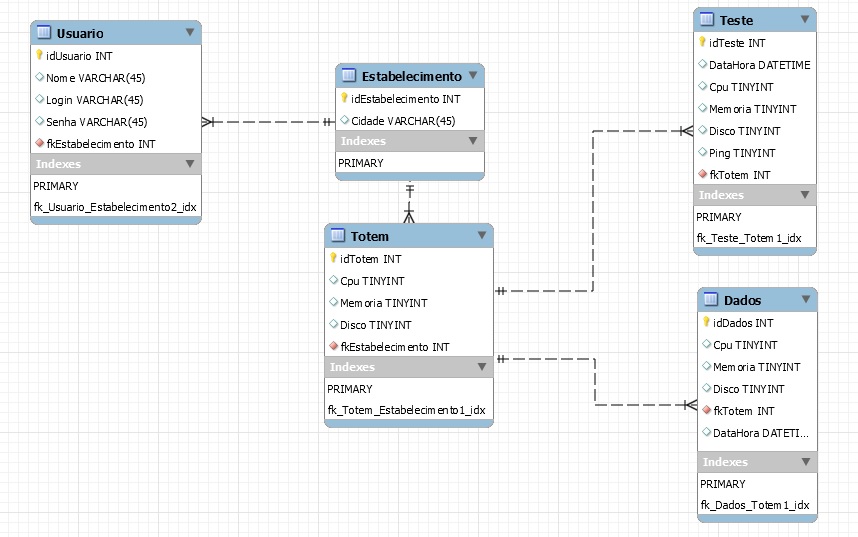 Usuario
idUsuario INT
Nome VARCHAR(45)
Login VARCHAR(45)
Senha VARCHAR(45)
fkEstabelecimento INT
Indexes
PRIMARY
fk_Usuario_Estabelecimento2_idx
Estabelecimento
idEstabelecimento INT
Cidade VARCHAR(45)
Indexes
PRIMARY
Totem
idTotem INT
Cpu TINYINT
Memoria TINYINT
Disco TINYINT
fkEstabelecimento INT
Indexes
PRIMARY
fk_Totem_Estabelecimento1_idx
Teste
idTeste INT
DataHora DATETIME
Cpu TINYINT
Memoria TINYINT
Disco TINYINT
Ping TINYINT
fkTotem INT
Indexes
PRIMARY
fk_Teste_Totem1_idx
Dados
idDados INT
Cpu TINYINT
Memoria TINYINT
Disco TINYINT
fkTotem INT
DataHora DATETI...
Indexes
PRIMARY
fk_Dados_Totem1_idx